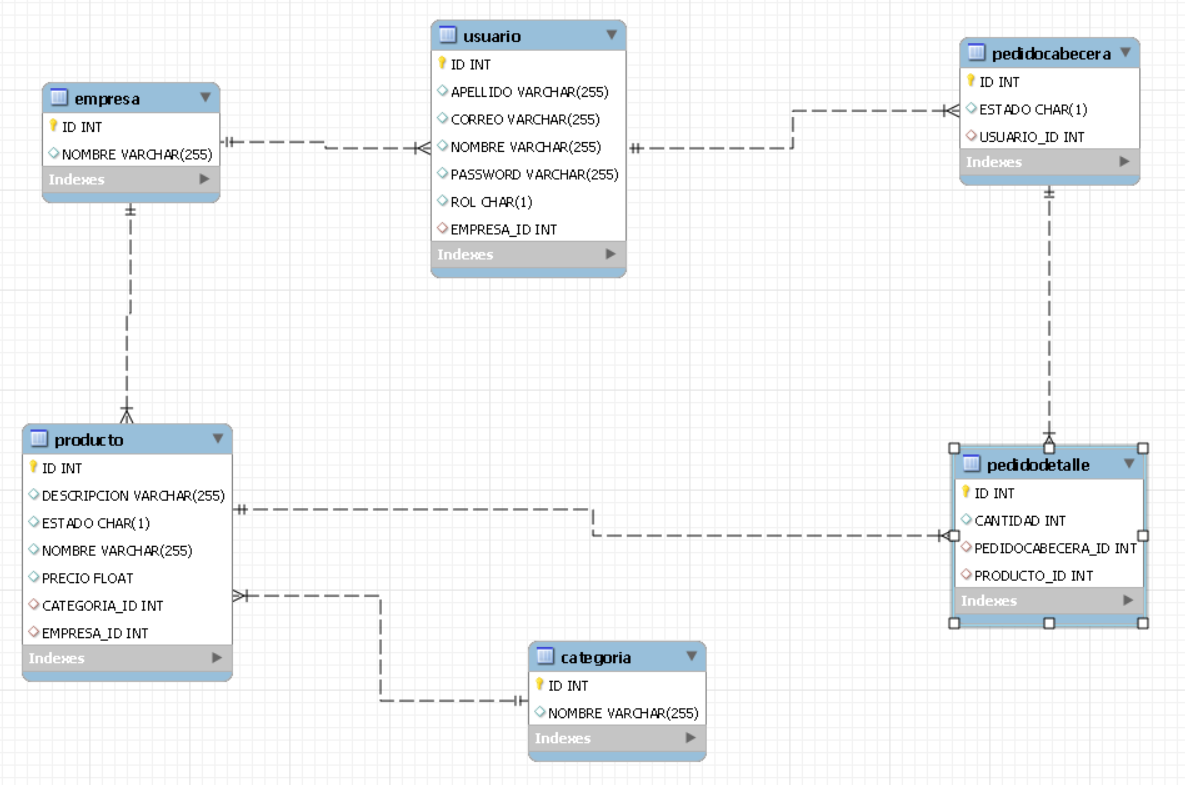 empresa
ID INT
NOMBRE VARCHAR(255)
Indexes
usuario
ID INT
APELLIDO VARCHAR(255)
CORREO VARCHAR(255)
NOMBRE VARCHAR(255)
PASSWORD VARCHAR(255)
ROL CHAR(1)
EMPRESA_ID INT
Indexes
pedidocabecera
ID INT
ESTADO CHAR(1)
USUARIO_ID INT
Indexes
producto
ID INT
DESCRIPCION VARCHAR(255)
ESTADO CHAR(1)
NOMBRE VARCHAR(255)
PRECIO FLOAT
CATEGORIA_ID INT
EMPRESA_ID INT
Indexes
pedidodetalle
ID INT
CANTIDAD INT
PEDIDOCABECERA_ID INT
PRODUCTO_ID INT
Indexes
categoria
ID INT
NOMBRE VARCHAR(255)
Indexes